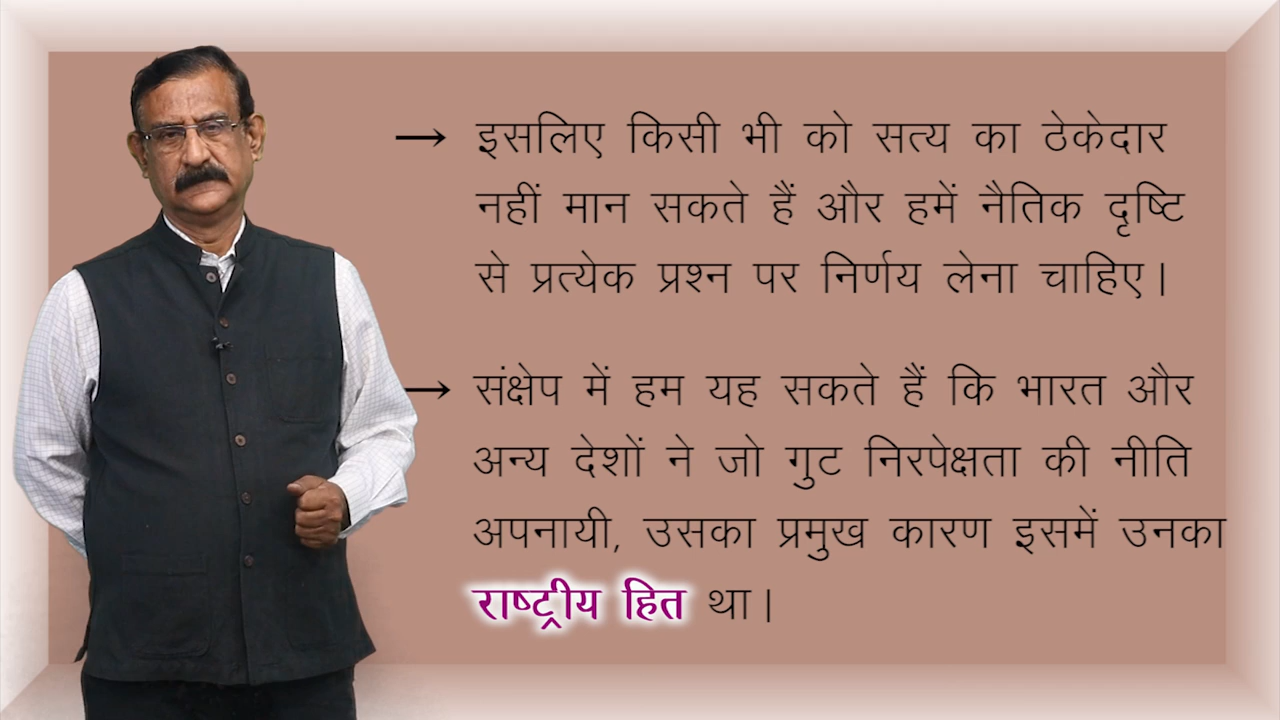 → इसलिए किसी भी को सत्य का ठेकेदार
नहीं मान सकते हैं और हमें नैतिक दृष्टि
से प्रत्येक प्रश्न पर निर्णय लेना चाहिए।
→ संक्षेप में हम यह सकते हैं कि भारत और
अन्य देशों ने जो गुट निरपेक्षता की नीति
अपनायी, उसका प्रमुख कारण इसमें उनका
राष्ट्रीय हित था।